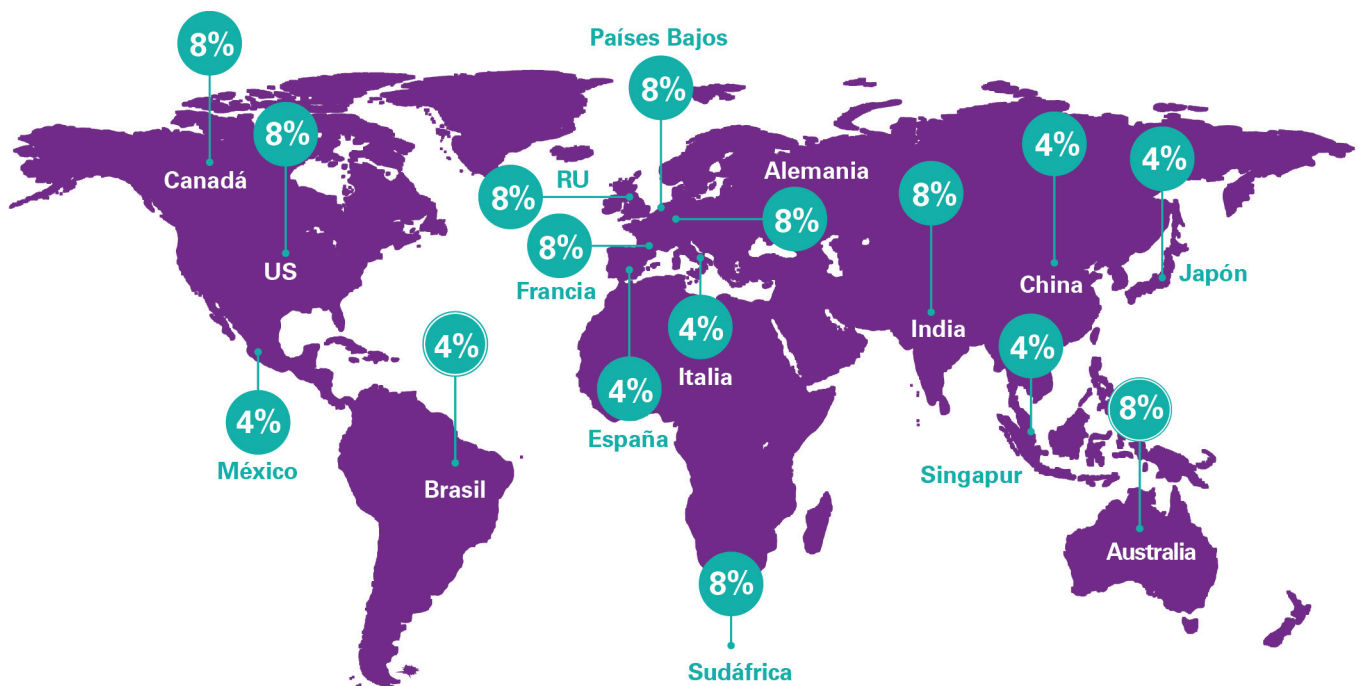 8%
Canadá
8%
US
4%
México
4%
Brasil
Países Bajos
8%
RU
8%
8%
Francia
Alemania
8%
4%
Italia
4%
España
8%
Sudáfrica
8%
India
4%
China
4%
Japón
4%
Singapur
8%
Australia